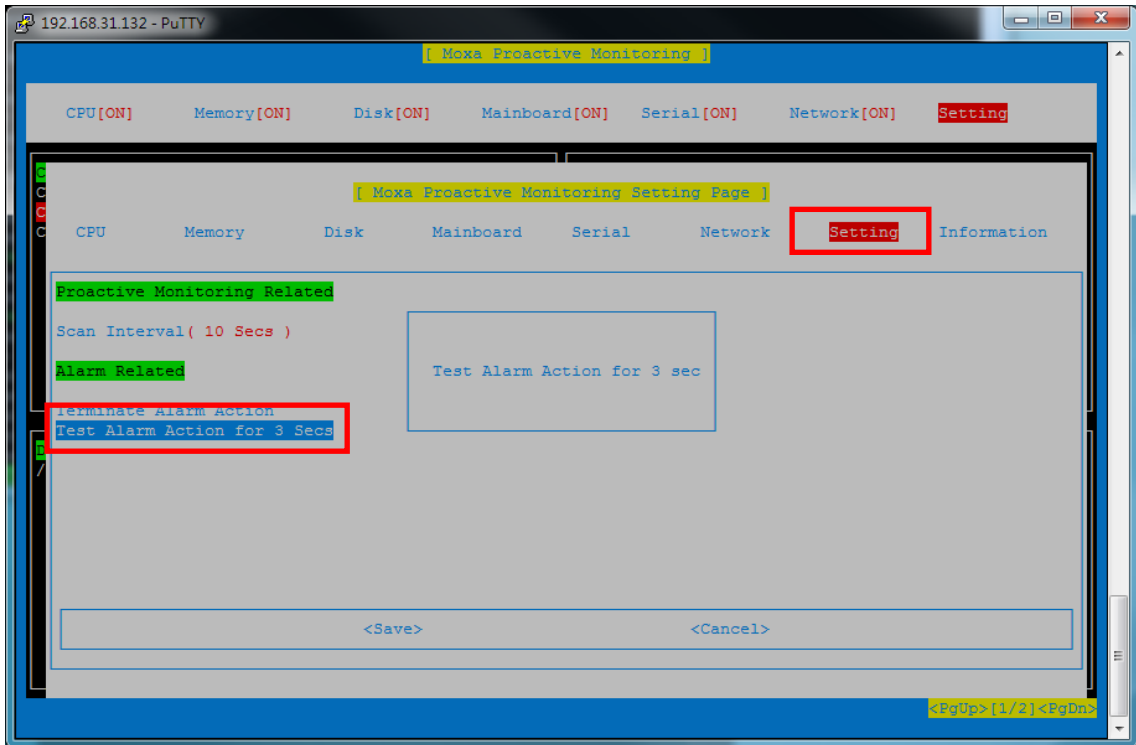 192.168.31.132 - PuTTY
[ Moxa Proactive Monitoring ]
CPU[ON] Memory[ON] Disk[ON] Mainboard[ON] Serial[ON] Network[ON] Setting
[ Moxa Proactive Monitoring Setting Page ]
CPU Memory Disk Mainboard Serial Network Setting Information
Proactive Monitoring Related
Scan Interval( 10 Secs )
Alarm Related
Test Alarm Action for 3 sec
Terminate Alarm Action
Test Alarm Action for 3 Secs
<Save> <Cancel>
<PgUp>[1/2]<PgDn>